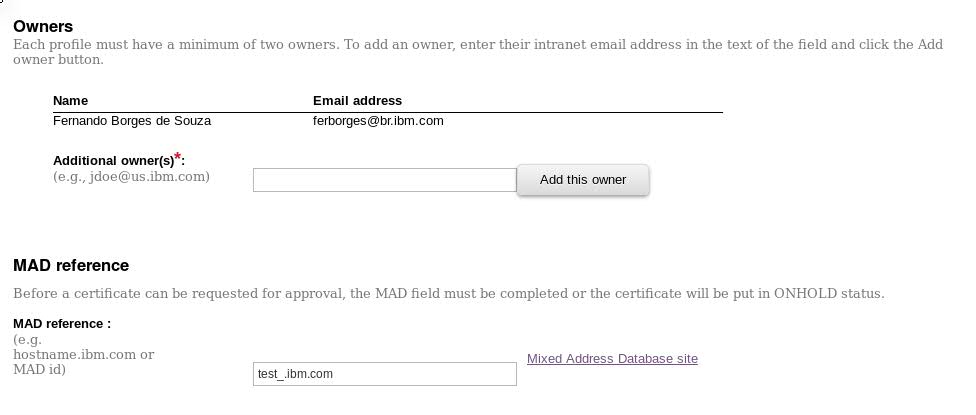 Owners
Each profile must have a minimum of two owners. To add an owner, enter their intranet email address in the text of the field and click the Add
owner button.
Name Email address
Fernando Borges de Souza ferborges@br.ibm.com
Additional owner(s)*:
(e.g., jdoe@us.ibm.com)
Add this owner
MAD reference
Before a certificate can be requested for approval, the MAD field must be completed or the certificate will be put in ONHOLD status.
MAD reference :
(e.g.
hostname.ibm.com or
MAD id)
Mixed Address Database site
test_.ibm.com